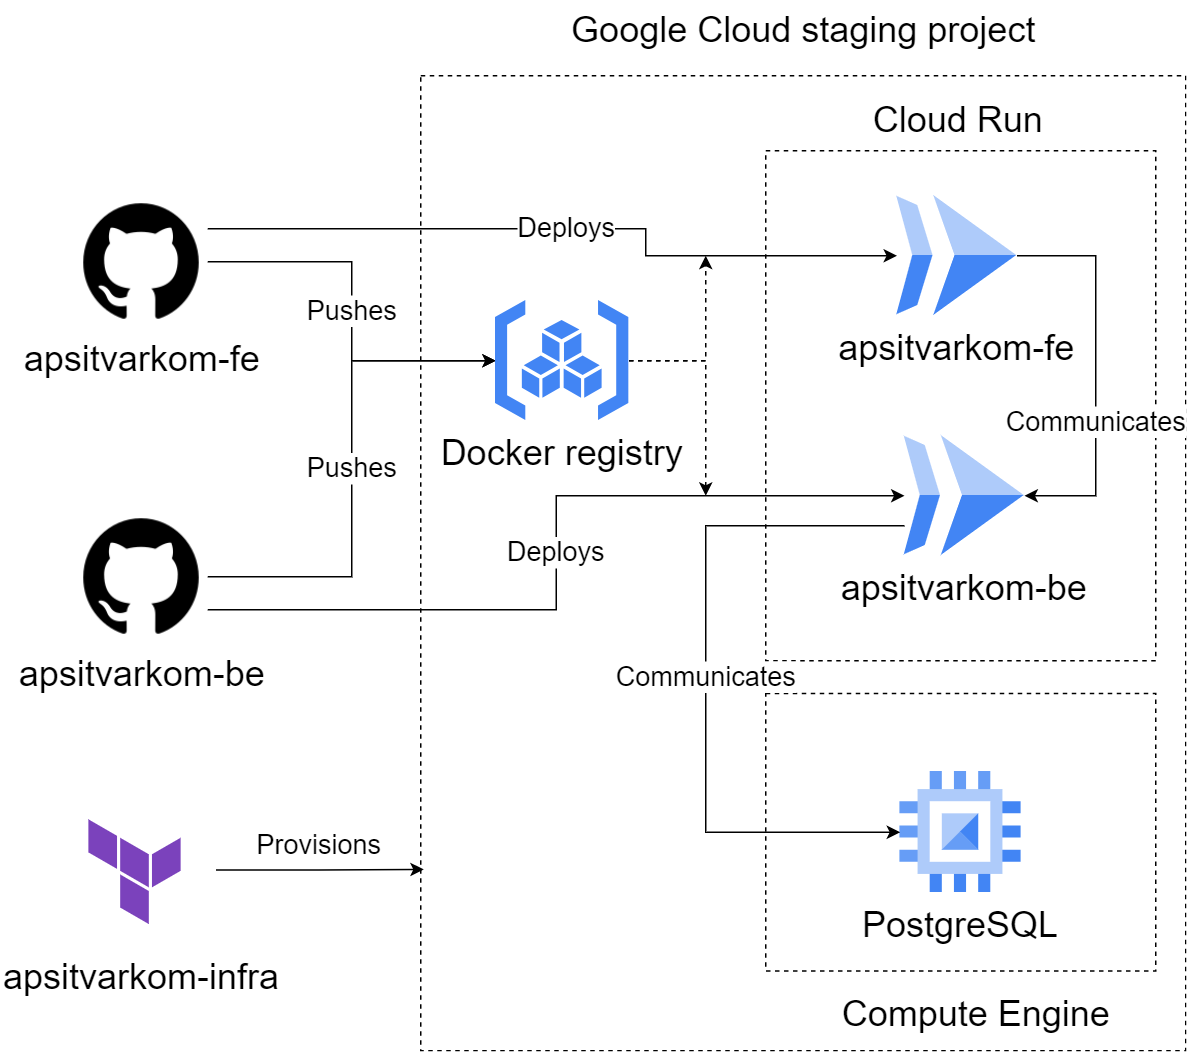 Google Cloud staging project
Cloud Run
Deploys
Pushes
apsitvarkom-fe
apsitvarkom-fe
Communicates
Docker registry
Pushes
Deploys
apsitvarkom-be
apsitvarkom-be
Communicates
Provisions
PostgreSQL
apsitvarkom-infra
Compute Engine